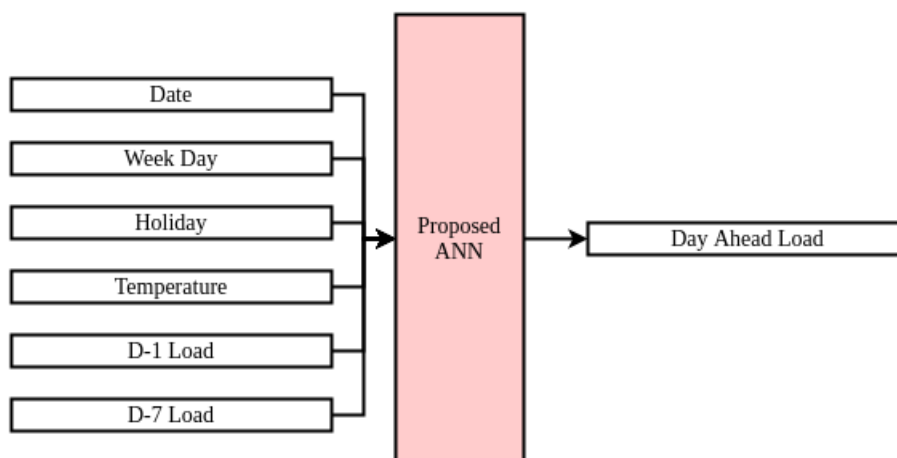 Date
Week Day
Holiday
Temperature
D-1 Load
D-7 Load
Proposed
ANN
Day Ahead Load